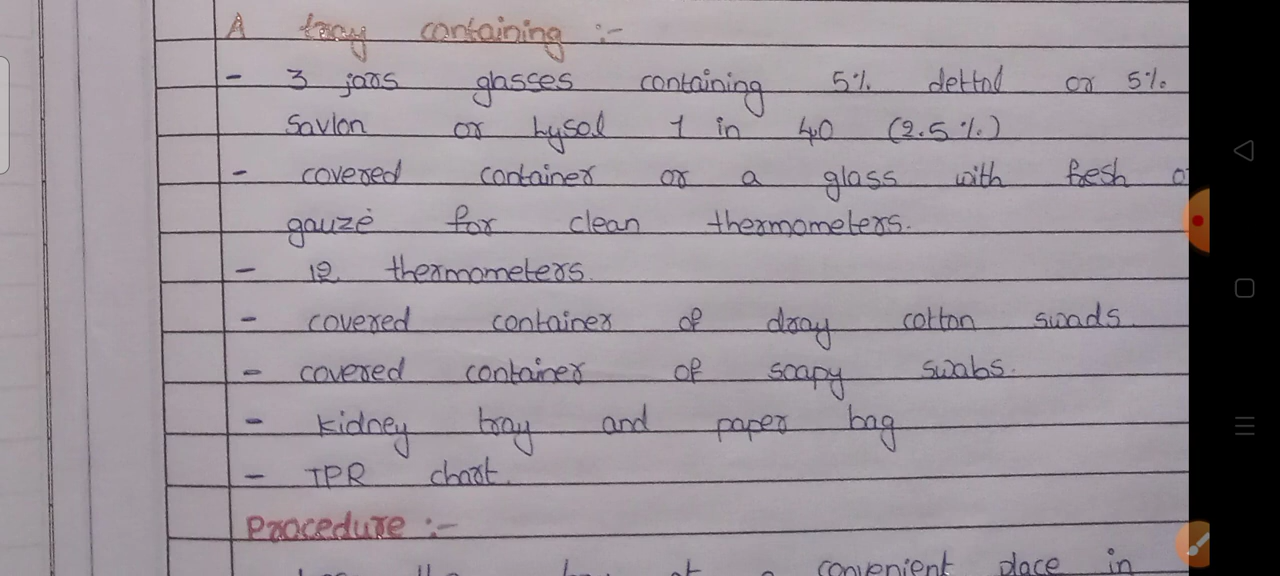 A tray containing :-
- 3 jars glasses containing 5% dettol or 5%
Savlon or Lysol 1 in 40 (2.5%)
- covered container or a glass with fresh
gauze for clean thermometers.
- 12 thermometers.
- covered container of dray cotton swads.
- covered container of soapy swabs.
- Kidney tray and paper bag
- TPR chart.
Procedure :-
convenient place in